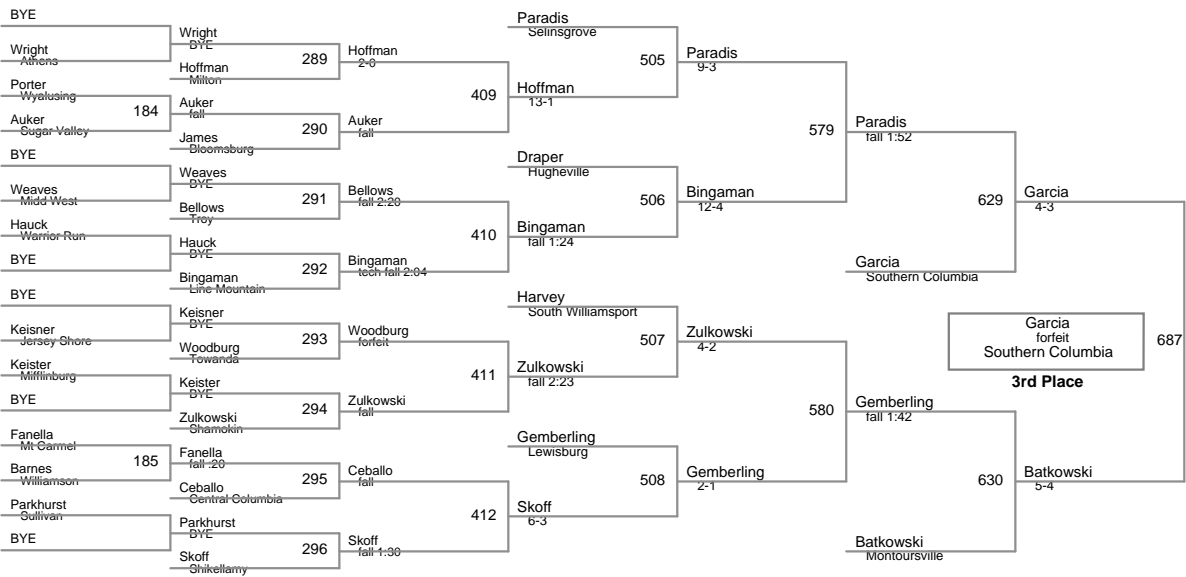 BYE
Wright
Athens
Porter
Wyalusing
184
Auker
Sugar Valley
BYE
Weaves
Midd West
Hauck
Warrior Run
BYE
BYE
Keisner
Jersey Shore
Keister
Mifflinburg
BYE
Fanella
Mt Carmel
185
Barnes
Williamson
Parkhurst
Sullivan
BYE
Wright
BYE
289
Hoffman
Milton
Auker
fall
290
James
Bloomsburg
Weaves
BYE
291
Bellows
Troy
Hauck
BYE
292
Bingaman
Line Mountain
Keisner
BYE
293
Woodburg
Towanda
Keister
BYE
294
Zulkowski
Shamokin
Fanella
fall :20
295
Ceballo
Central Columbia
Parkhurst
BYE
296
Skoff
Shikellamy
Hoffman
2-0
409
Auker
fall
Bellows
fall 2:20
410
Bingaman
tech fall 2:04
Woodburg
forfeit
411
Zulkowski
fall
Ceballo
fall
412
Skoff
fall 1:30
Paradis
Selinsgrove
505
Hoffman
13-1
Draper
Hugheville
506
Bingaman
fall 1:24
Harvey
South Williamsport
507
Zulkowski
fall 2:23
Gemberling
Lewisburg
508
Skoff
6-3
Paradis
9-3
579
Bingaman
12-4
Zulkowski
4-2
580
Gemberling
2-1
Paradis
fall 1:52
629
Garcia
Southern Columbia
Gemberling
fall 1:42
630
Batkowski
Montoursville
Garcia
4-3
687
Batkowski
5-4
Garcia
forfeit
Southern Columbia
3rd Place